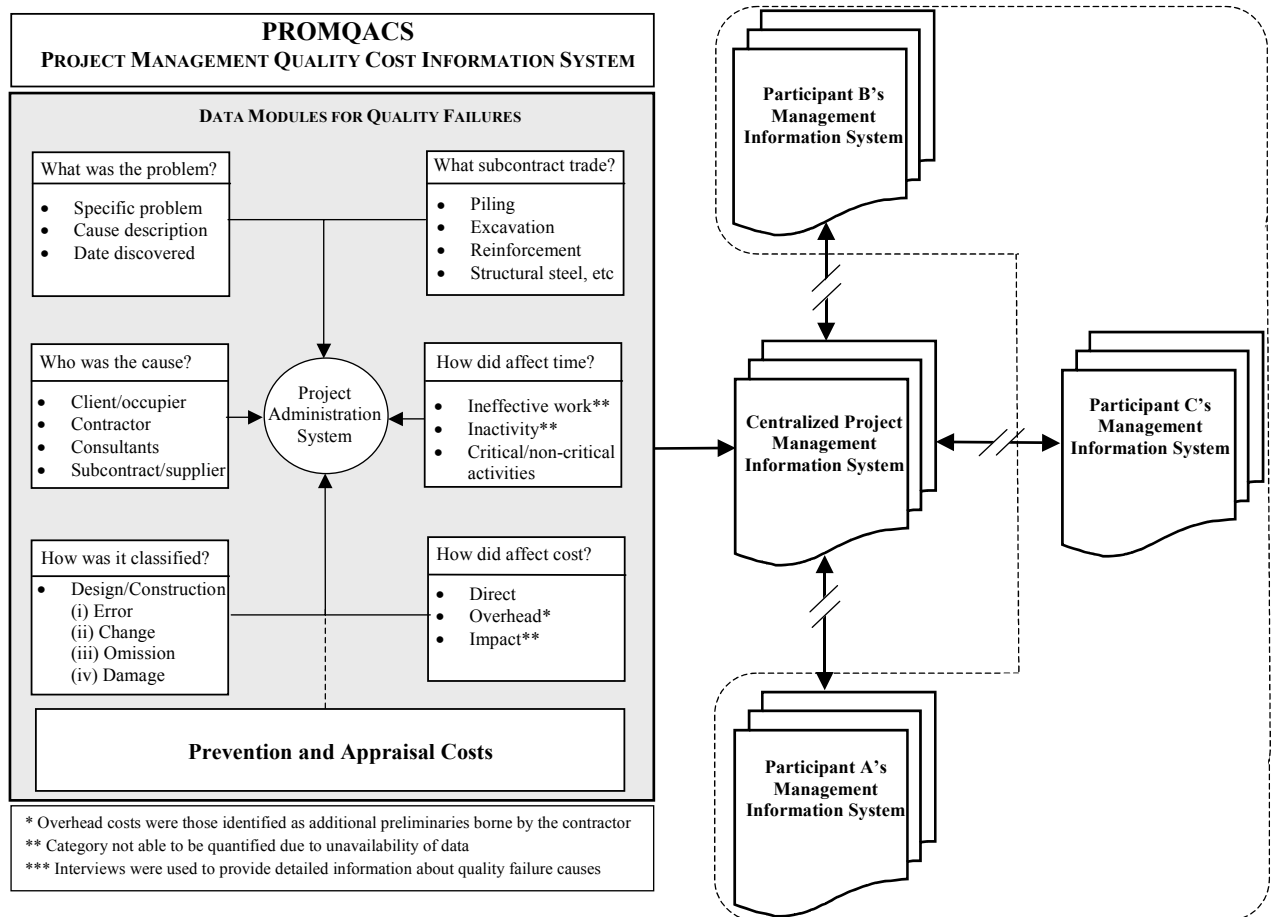 PROMQACS
PROJECT MANAGEMENT QUALITY COST INFORMATION SYSTEM
DATA MODULES FOR QUALITY FAILURES
What was the problem?
• Specific problem
• Cause description
• Date discovered
What subcontract trade?
• Piling
• Excavation
• Reinforcement
• Structural steel, etc
Who was the cause?
• Client/occupier
• Contractor
• Consultants
• Subcontract/supplier
Project
Administration
System
How did affect time?
• Ineffective work**
• Inactivity**
• Critical/non-critical
activities
How was it classified?
• Design/Construction
(i) Error
(ii) Change
(iii) Omission
(iv) Damage
How did affect cost?
• Direct
• Overhead*
• Impact**
Prevention and Appraisal Costs
* Overhead costs were those identified as additional preliminaries borne by the contractor
** Category not able to be quantified due to unavailability of data
*** Interviews were used to provide detailed information about quality failure causes
Participant B’s
Management
Information System
Centralized Project
Management
Information System
Participant C’s
Management
Information System
Participant A’s
Management
Information System